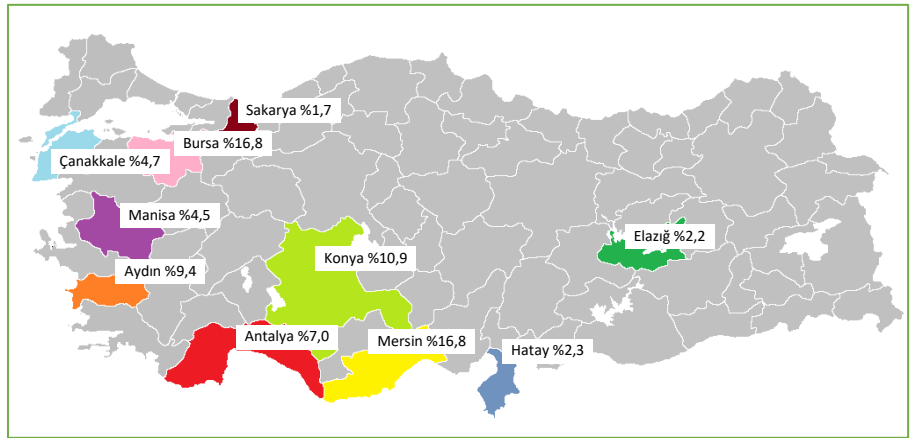 Sakarya %1,7
Bursa %16,8
Çanakkale %4,7
Manisa %4,5
Elazığ %2,2
Konya %10,9
Aydın %9,4
Antalya %7,0
Mersin %16,8
Hatay %2,3